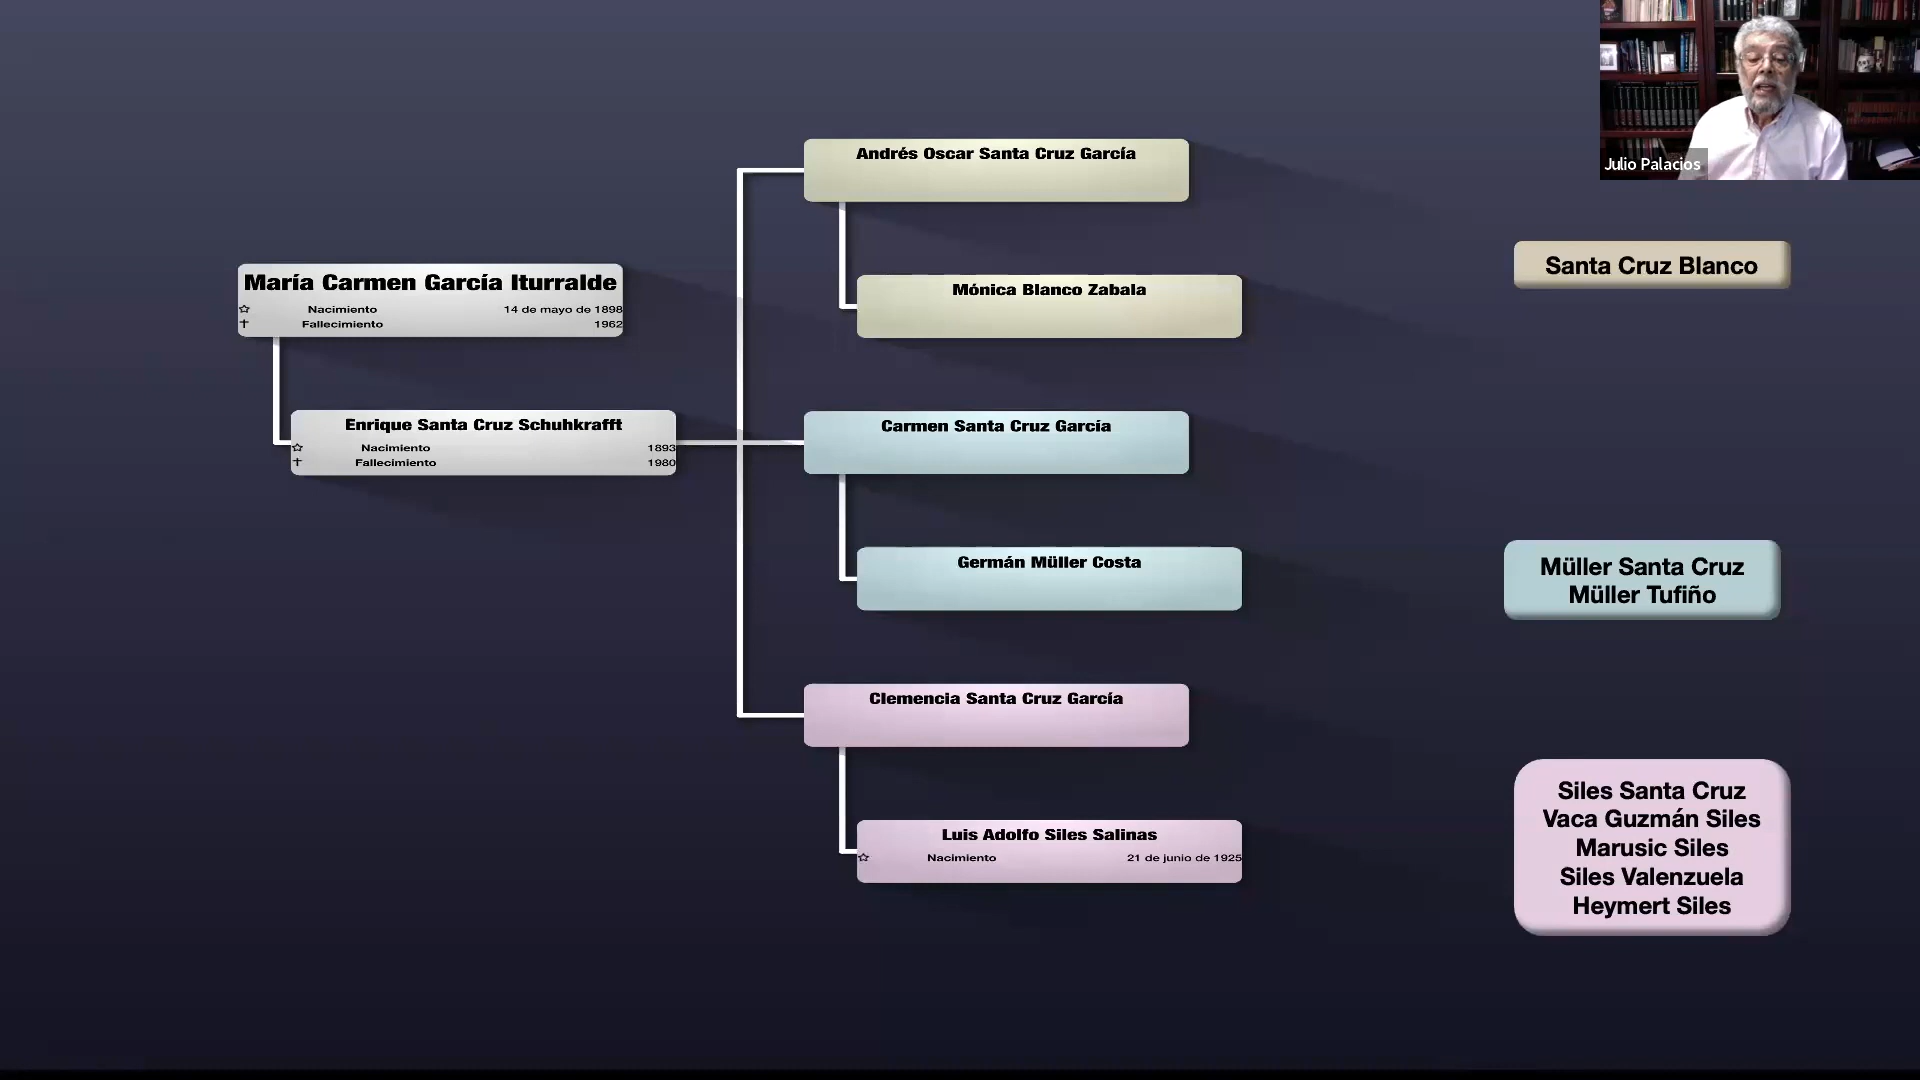 Julio Palacios
Andrés Oscar Santa Cruz García
Mónica Blanco Zabala
Santa Cruz Blanco
María Carmen García Iturralde
☆ Nacimiento 14 de mayo de 1898
† Fallecimiento 1962
Enrique Santa Cruz Schuhkrafft
☆ Nacimiento 1893
† Fallecimiento 1980
Carmen Santa Cruz García
Germán Müller Costa
Müller Santa Cruz
Müller Tufiño
Clemencia Santa Cruz García
Luis Adolfo Siles Salinas
☆ Nacimiento 21 de junio de 1925
Siles Santa Cruz
Vaca Guzmán Siles
Marusic Siles
Siles Valenzuela
Heymert Siles